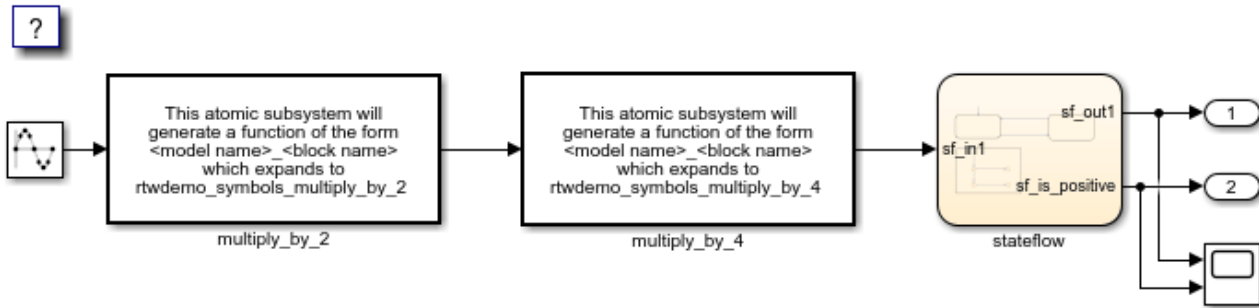 ?
This atomic subsystem will
generate a function of the form
<model name>_<block name>
which expands to
rtwdemo_symbols_multiply_by_2
multiply_by_2
This atomic subsystem will
generate a function of the form
<model name>_<block name>
which expands to
rtwdemo_symbols_multiply_by_4
multiply_by_4
sf_in1
sf_out1
sf_is_positive
stateflow
1
2